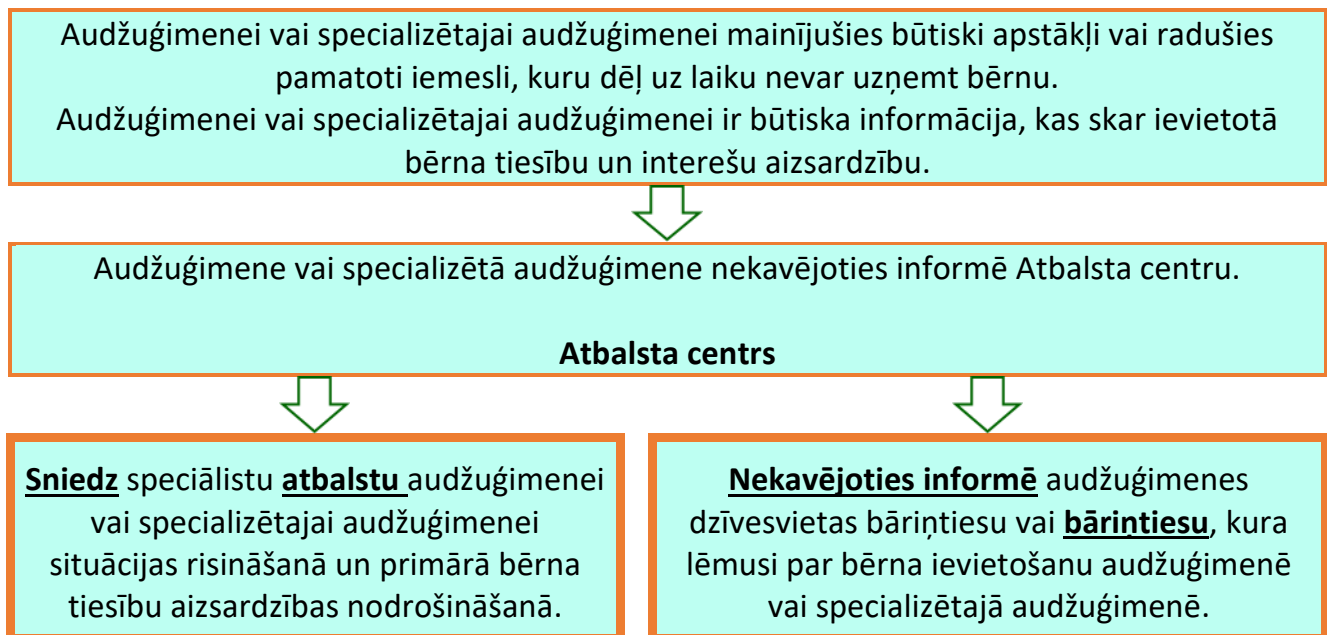 Audžuģimenei vai specializētajai audžuģimenei mainījušies būtiski apstākļi vai radušies
pamatoti iemesli, kuru dēļ uz laiku nevar uzņemt bērnu.
Audžuģimenei vai specializētajai audžuģimenei ir būtiska informācija, kas skar ievietotā
bērna tiesību un interešu aizsardzību.
Audžuģimene vai specializētā audžuģimene nekavējoties informē Atbalsta centru.
Atbalsta centrs
Sniedz speciālistu atbalstu audžuģimenei
vai specializētajai audžuģimenei
situācijas risināšanā un primārā bērna
tiesību aizsardzības nodrošināšanā.
Nekavējoties informē audžuģimenes
dzīvesvietas bāriņtiesu vai bāriņtiesu, kura
lēmusi par bērna ievietošanu audžuģimenē
vai specializētajā audžuģimenē.